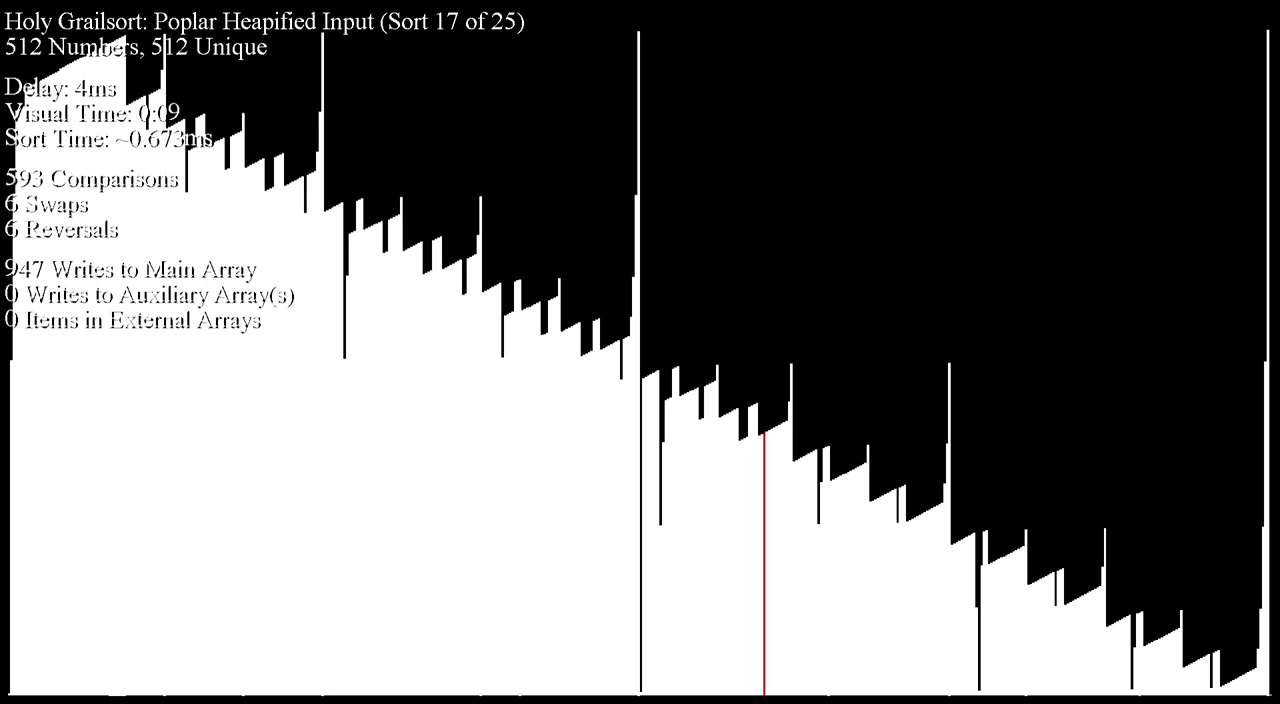 Holy Grailsort: Poplar Heapified Input (Sort 17 of 25)
512 Numbers, 512 Unique
Delay: 4ms
Visual Time: 0:09
Sort Time: ~0.673ms
593 Comparisons
6 Swaps
6 Reversals
947 Writes to Main Array
0 Writes to Auxiliary Array(s)
0 Items in External Arrays